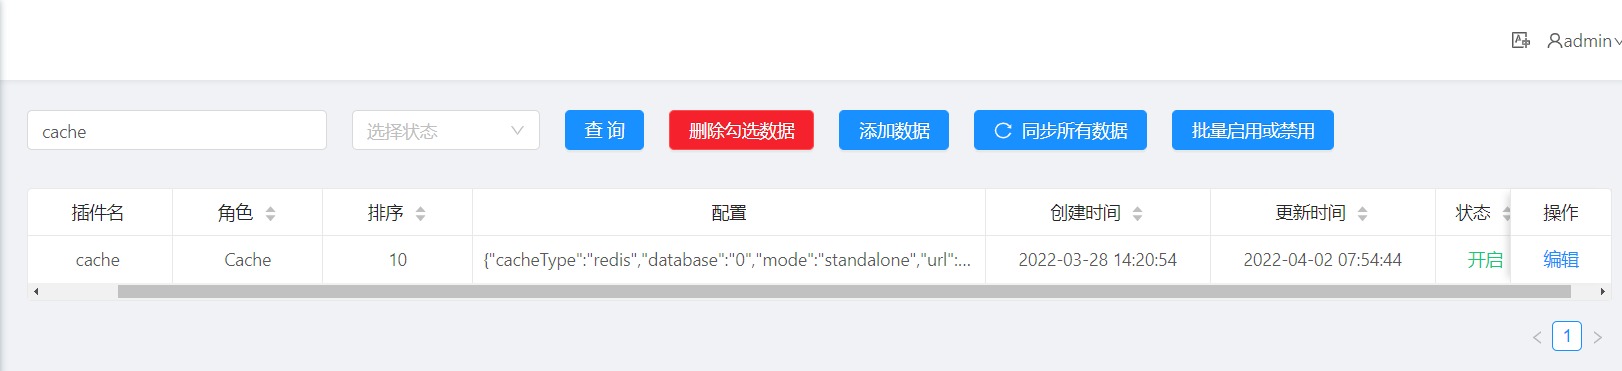 admin
cache 选择状态 查 询 删除勾选数据 添加数据 同步所有数据 批量启用或禁用
插件名 角色 排序 配置 创建时间 更新时间 状态 操作
cache Cache 10 {"cacheType":"redis","database":"0","mode":"standalone","url":... 2022-03-28 14:20:54 2022-04-02 07:54:44 开启 编辑
1